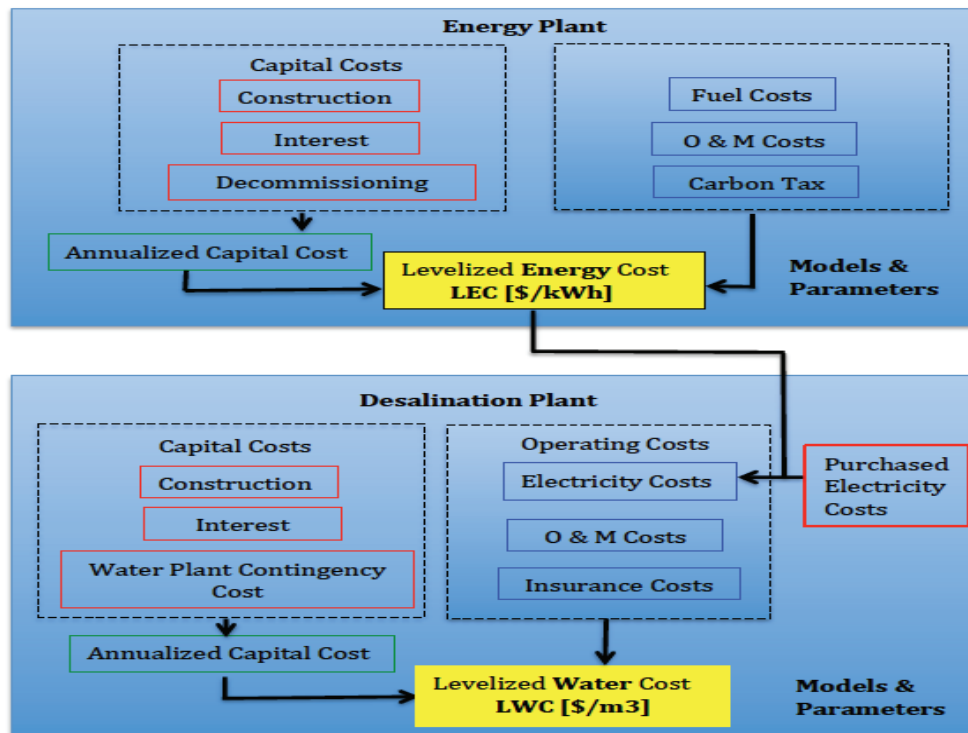 Energy Plant
Capital Costs
Construction
Interest
Decommissioning
Fuel Costs
O & M Costs
Carbon Tax
Annualized Capital Cost
Levelized Energy Cost
LEC [$/kWh]
Models &
Parameters
Desalination Plant
Capital Costs
Construction
Interest
Water Plant Contingency
Cost
Operating Costs
Electricity Costs
O & M Costs
Insurance Costs
Purchased
Electricity
Costs
Annualized Capital Cost
Levelized Water Cost
LWC [$/m3]
Models &
Parameters